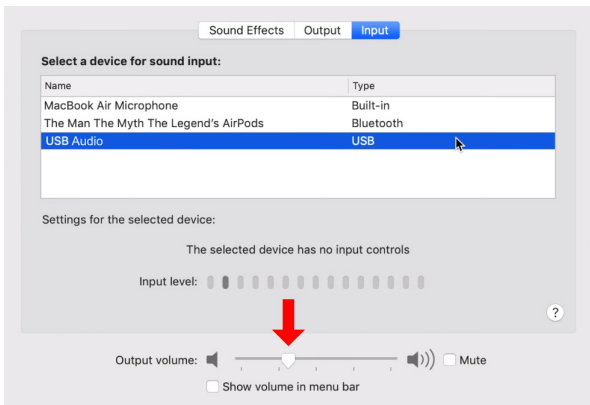 Sound Effects Output Input
Select a device for sound input:
Name Type
MacBook Air Microphone Built-in
The Man The Myth The Legend's AirPods Bluetooth
USB Audio USB
Settings for the selected device:
The selected device has no input controls
Input level:
?
Output volume: Mute
Show volume in menu bar